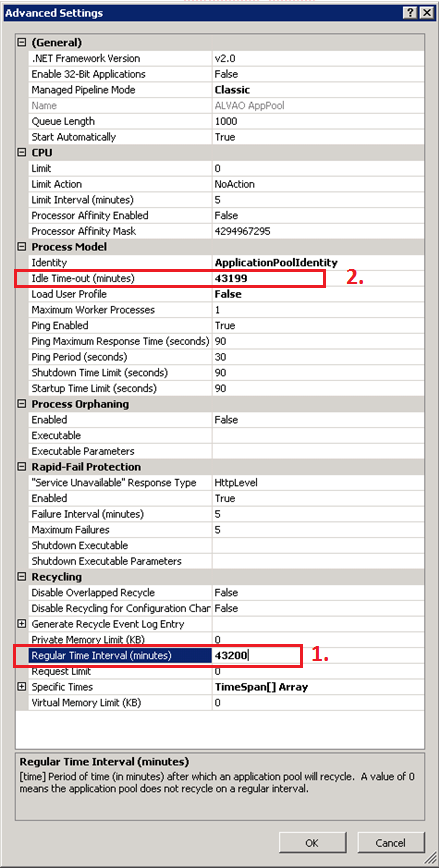 Advanced Settings
(General)
.NET Framework Version v2.0
Enable 32-Bit Applications False
Managed Pipeline Mode Classic
Name ALVAO AppPool
Queue Length 1000
Start Automatically True
CPU
Limit 0
Limit Action NoAction
Limit Interval (minutes) 5
Processor Affinity Enabled False
Processor Affinity Mask 4294967295
Process Model
Identity ApplicationPoolIdentity
Idle Time-out (minutes) 43199 2.
Load User Profile False
Maximum Worker Processes 1
Ping Enabled True
Ping Maximum Response Time (seconds) 90
Ping Period (seconds) 30
Shutdown Time Limit (seconds) 90
Startup Time Limit (seconds) 90
Process Orphaning
Enabled False
Executable
Executable Parameters
Rapid-Fail Protection
"Service Unavailable" Response Type HttpLevel
Enabled True
Failure Interval (minutes) 5
Maximum Failures 5
Shutdown Executable
Shutdown Executable Parameters
Recycling
Disable Overlapped Recycle False
Disable Recycling for Configuration Char False
Generate Recycle Event Log Entry
Private Memory Limit (KB) 0
Regular Time Interval (minutes) 43200 1.
Request Limit 0
Specific Times TimeSpan[] Array
Virtual Memory Limit (KB) 0
Regular Time Interval (minutes)
[time] Period of time (in minutes) after which an application pool will recycle. A value of 0
means the application pool does not recycle on a regular interval.
OK Cancel